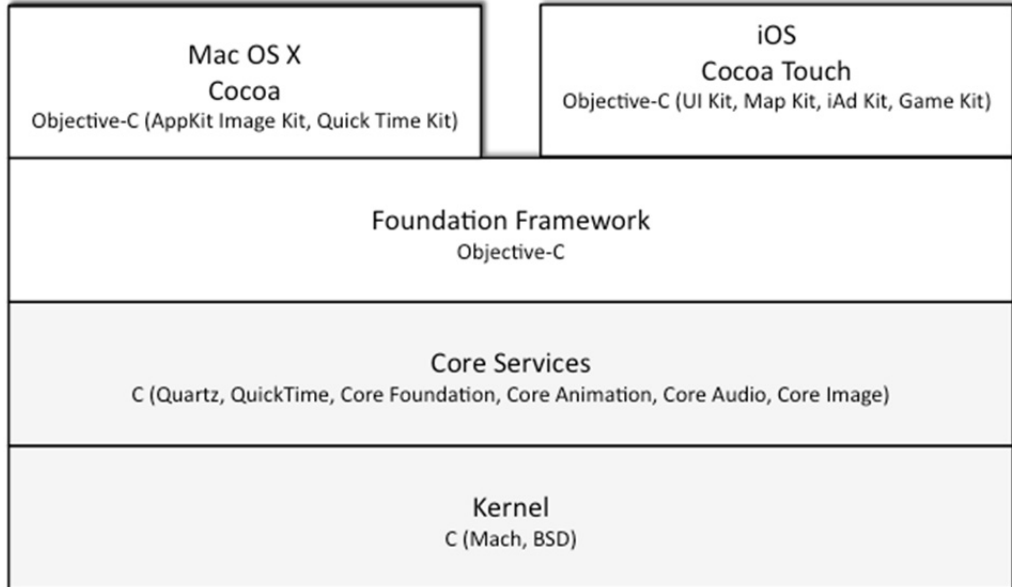 Mac OS X
Cocoa
Objective-C (AppKit Image Kit, Quick Time Kit)
iOS
Cocoa Touch
Objective-C (UI Kit, Map Kit, iAd Kit, Game Kit)
Foundation Framework
Objective-C
Core Services
C (Quartz, QuickTime, Core Foundation, Core Animation, Core Audio, Core Image)
Kernel
C (Mach, BSD)